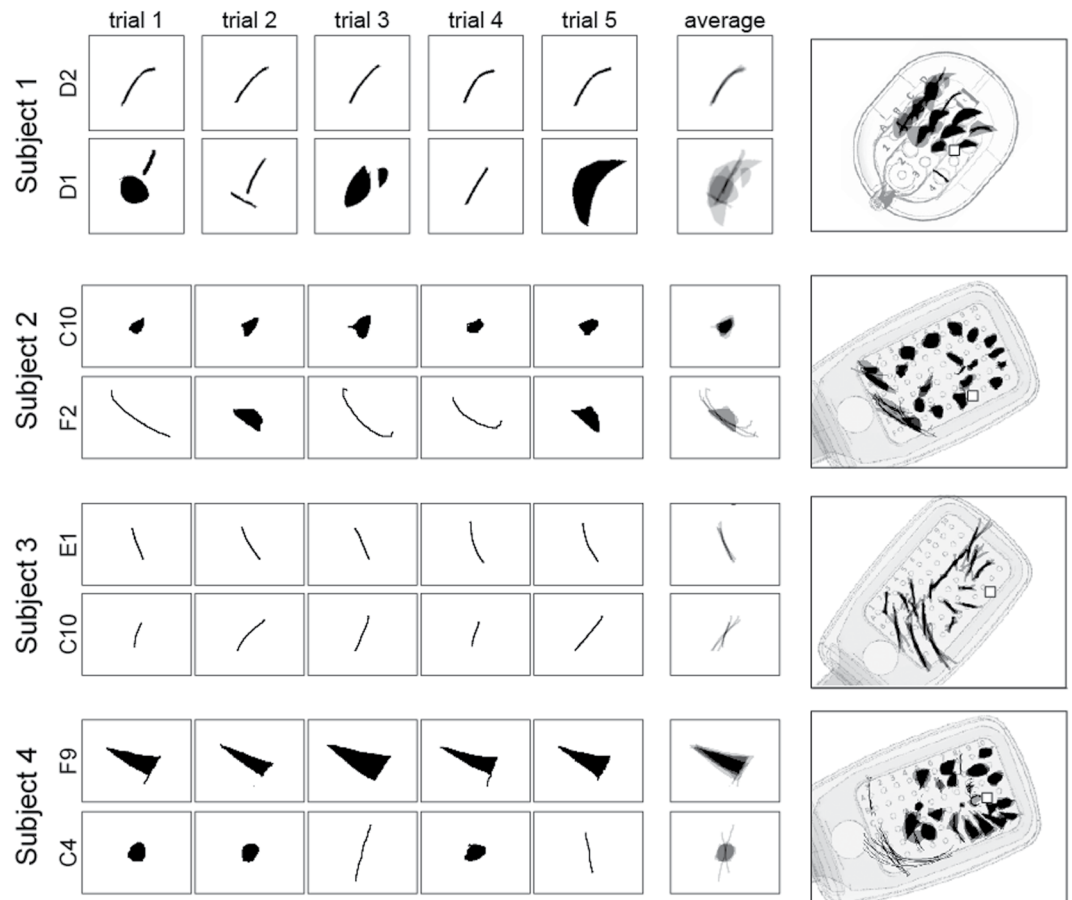 trial 1 trial 2 trial 3 trial 4 trial 5 average
Subject 1
D2
D1
Subject 2
C10
F2
Subject 3
E1
C10
Subject 4
F9
C4